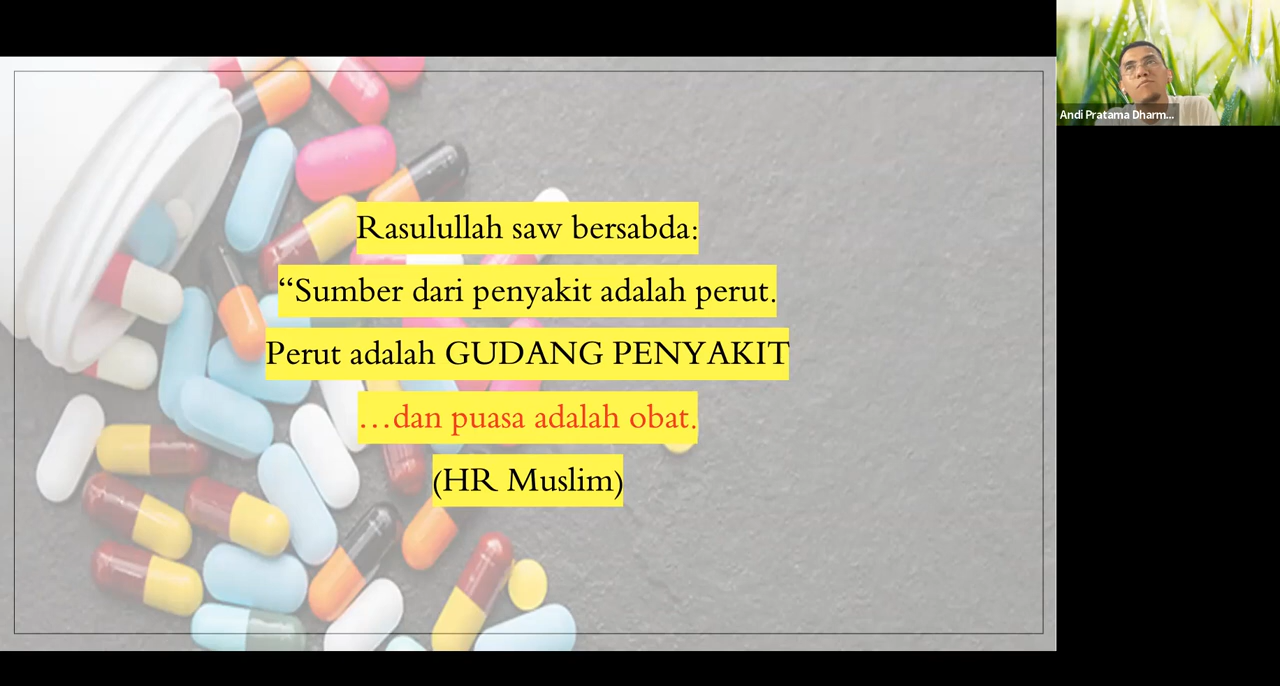 Rasulullah saw bersabda:
“Sumber dari penyakit adalah perut.
Perut adalah GUDANG PENYAKIT
…dan puasa adalah obat.
(HR Muslim)
Andi Pratama Dharm...